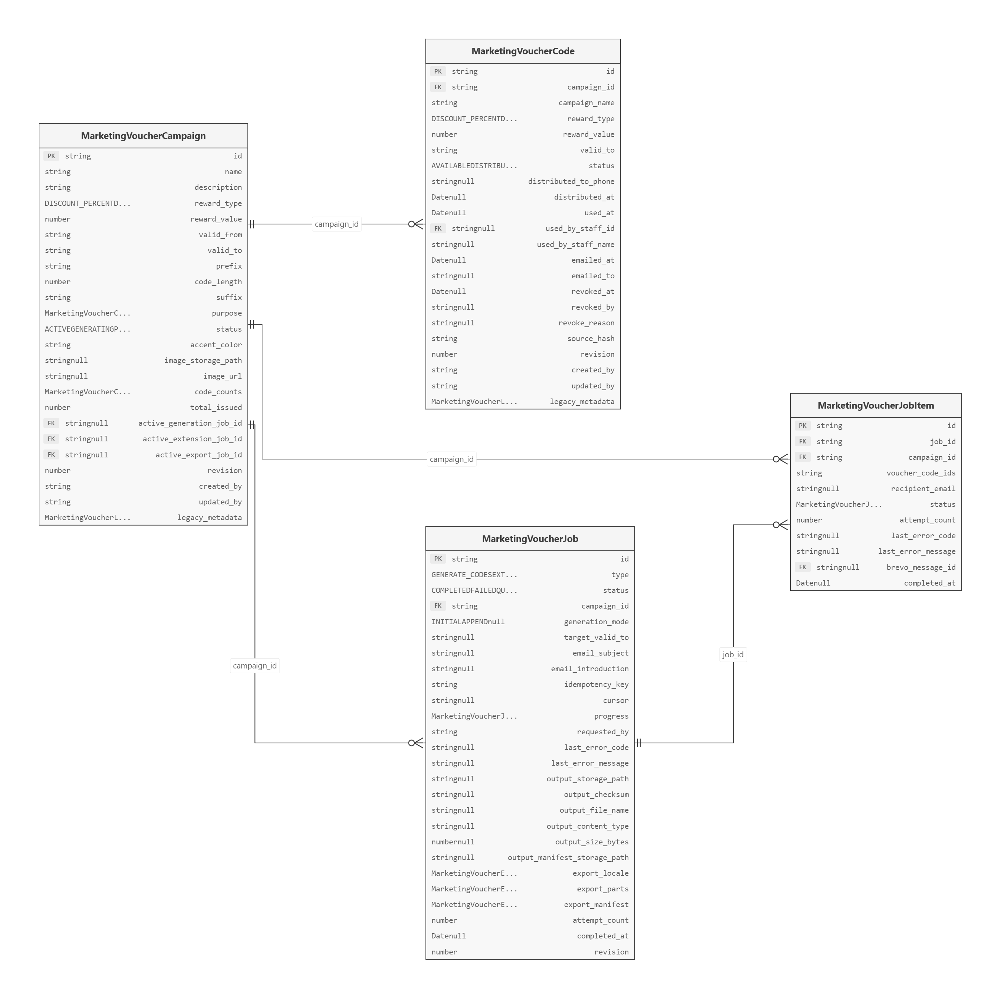 MarketingVoucherCode
PK string id
FK string campaign_id
string campaign_name
DISCOUNT_PERCENTD... reward_type
number reward_value
string valid_to
AVAILABLEDISTRIBU... status
stringnull distributed_to_phone
Datenull distributed_at
Datenull used_at
FK stringnull used_by_staff_id
stringnull used_by_staff_name
Datenull emailed_at
stringnull emailed_to
Datenull revoked_at
stringnull revoked_by
stringnull revoke_reason
string source_hash
number revision
string created_by
string updated_by
MarketingVoucherL... legacy_metadata
MarketingVoucherCampaign
PK string id
string name
string description
DISCOUNT_PERCENTD... reward_type
number reward_value
string valid_from
string valid_to
string prefix
number code_length
string suffix
MarketingVoucherC... purpose
ACTIVEGENERATINGP... status
string accent_color
stringnull image_storage_path
stringnull image_url
MarketingVoucherC... code_counts
number total_issued
FK stringnull active_generation_job_id
FK stringnull active_extension_job_id
FK stringnull active_export_job_id
number revision
string created_by
string updated_by
MarketingVoucherL... legacy_metadata
campaign_id
campaign_id
campaign_id
MarketingVoucherJobItem
PK string id
FK string job_id
FK string campaign_id
string voucher_code_ids
stringnull recipient_email
MarketingVoucherJ... status
number attempt_count
stringnull last_error_code
stringnull last_error_message
FK stringnull brevo_message_id
Datenull completed_at
job_id
MarketingVoucherJob
PK string id
GENERATE_CODESEXT... type
COMPLETEDFAILEDQU... status
FK string campaign_id
INITIALAPPENDnull generation_mode
stringnull target_valid_to
stringnull email_subject
stringnull email_introduction
string idempotency_key
stringnull cursor
MarketingVoucherJ... progress
string requested_by
stringnull last_error_code
stringnull last_error_message
stringnull output_storage_path
stringnull output_checksum
stringnull output_file_name
stringnull output_content_type
numbernull output_size_bytes
stringnull output_manifest_storage_path
MarketingVoucherE... export_locale
MarketingVoucherE... export_parts
MarketingVoucherE... export_manifest
number attempt_count
Datenull completed_at
number revision